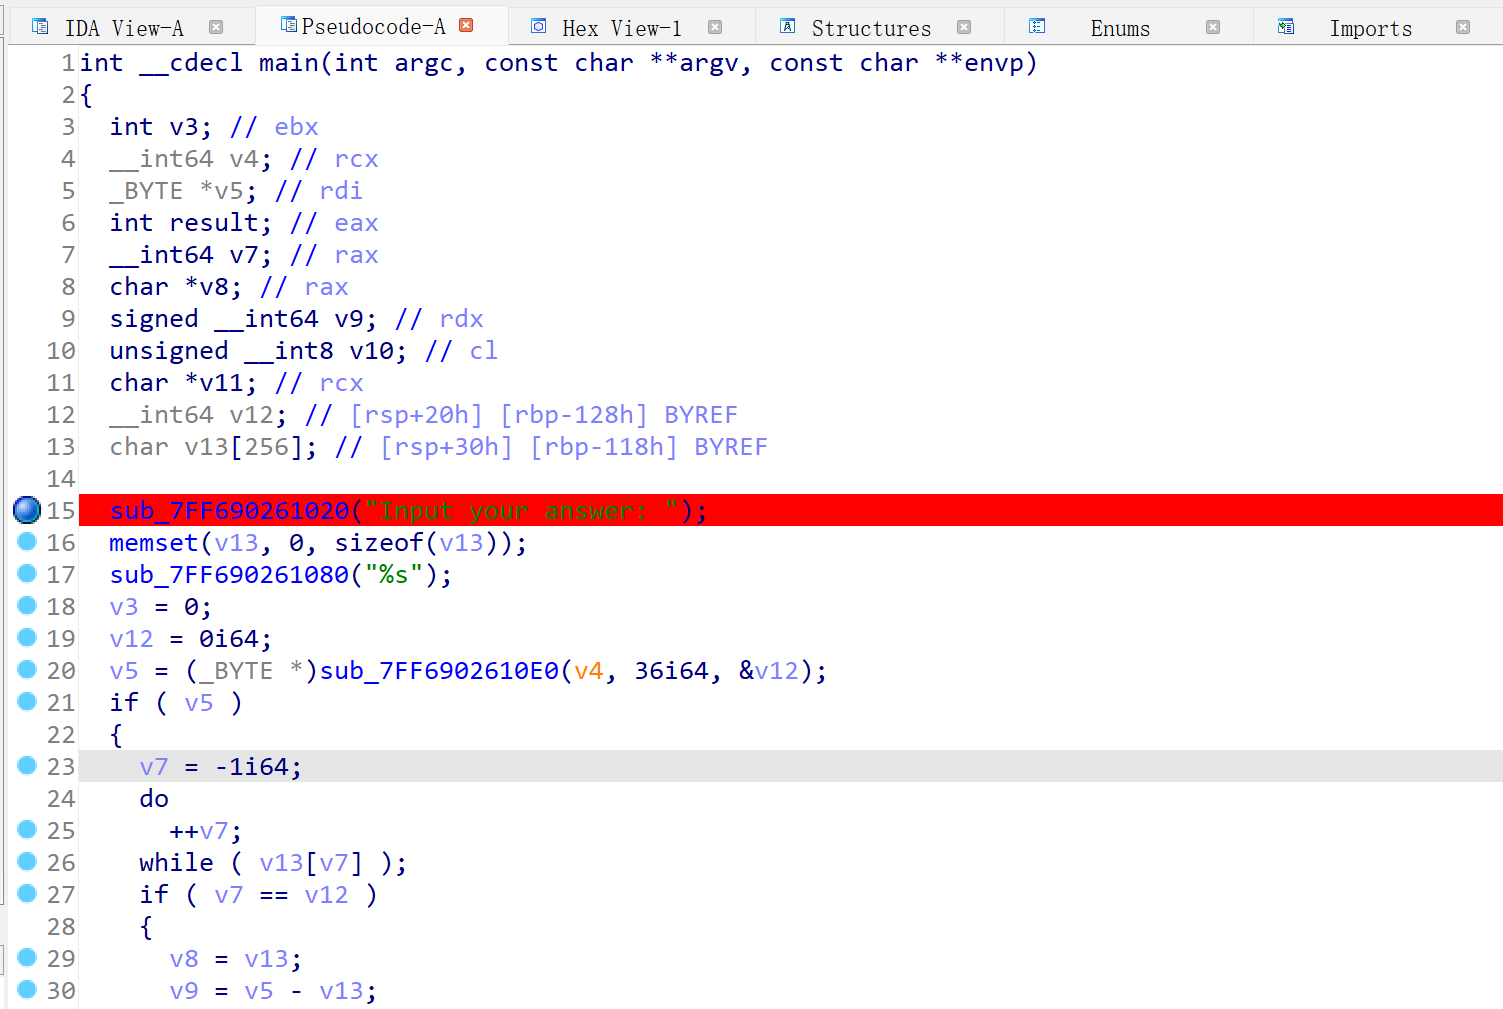 IDA View-A Pseudocode-A Hex View-1 Structures Enums Imports
1 int __cdecl main(int argc, const char **argv, const char **envp)
2 {
3   int v3; // ebx
4   __int64 v4; // rcx
5   _BYTE *v5; // rdi
6   int result; // eax
7   __int64 v7; // rax
8   char *v8; // rax
9   signed __int64 v9; // rdx
10   unsigned __int8 v10; // cl
11   char *v11; // rcx
12   __int64 v12; // [rsp+20h] [rbp-128h] BYREF
13   char v13[256]; // [rsp+30h] [rbp-118h] BYREF
14
15   sub_7FF690261020("Input your answer: ");
16   memset(v13, 0, sizeof(v13));
17   sub_7FF690261080("%s");
18   v3 = 0;
19   v12 = 0i64;
20   v5 = (_BYTE *)sub_7FF6902610E0(v4, 36i64, &v12);
21   if ( v5 )
22   {
23     v7 = -1i64;
24     do
25       ++v7;
26     while ( v13[v7] );
27     if ( v7 == v12 )
28     {
29       v8 = v13;
30       v9 = v5 - v13;